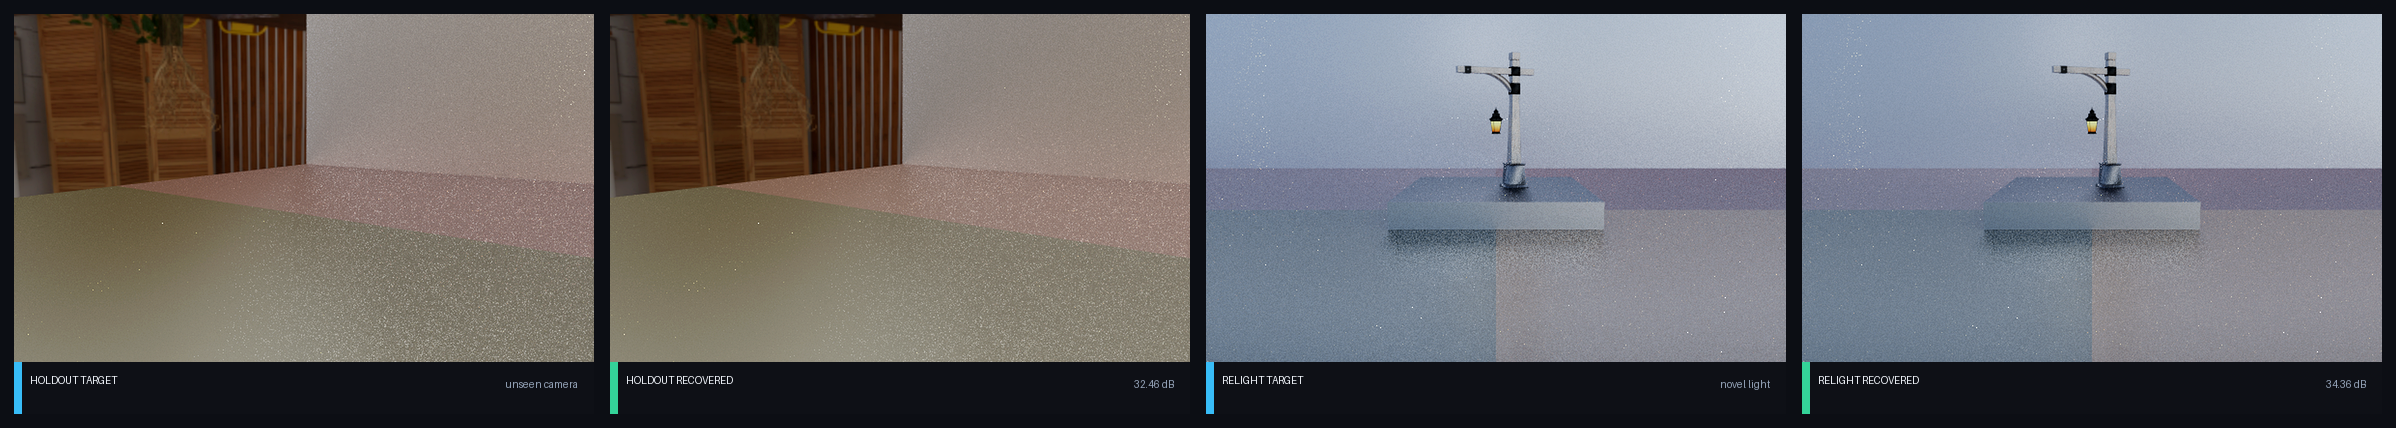 HOLDOUT TARGET
unseen camera
HOLDOUT RECOVERED
32.46 dB
RELIGHT TARGET
novel light
RELIGHT RECOVERED
34.36 dB